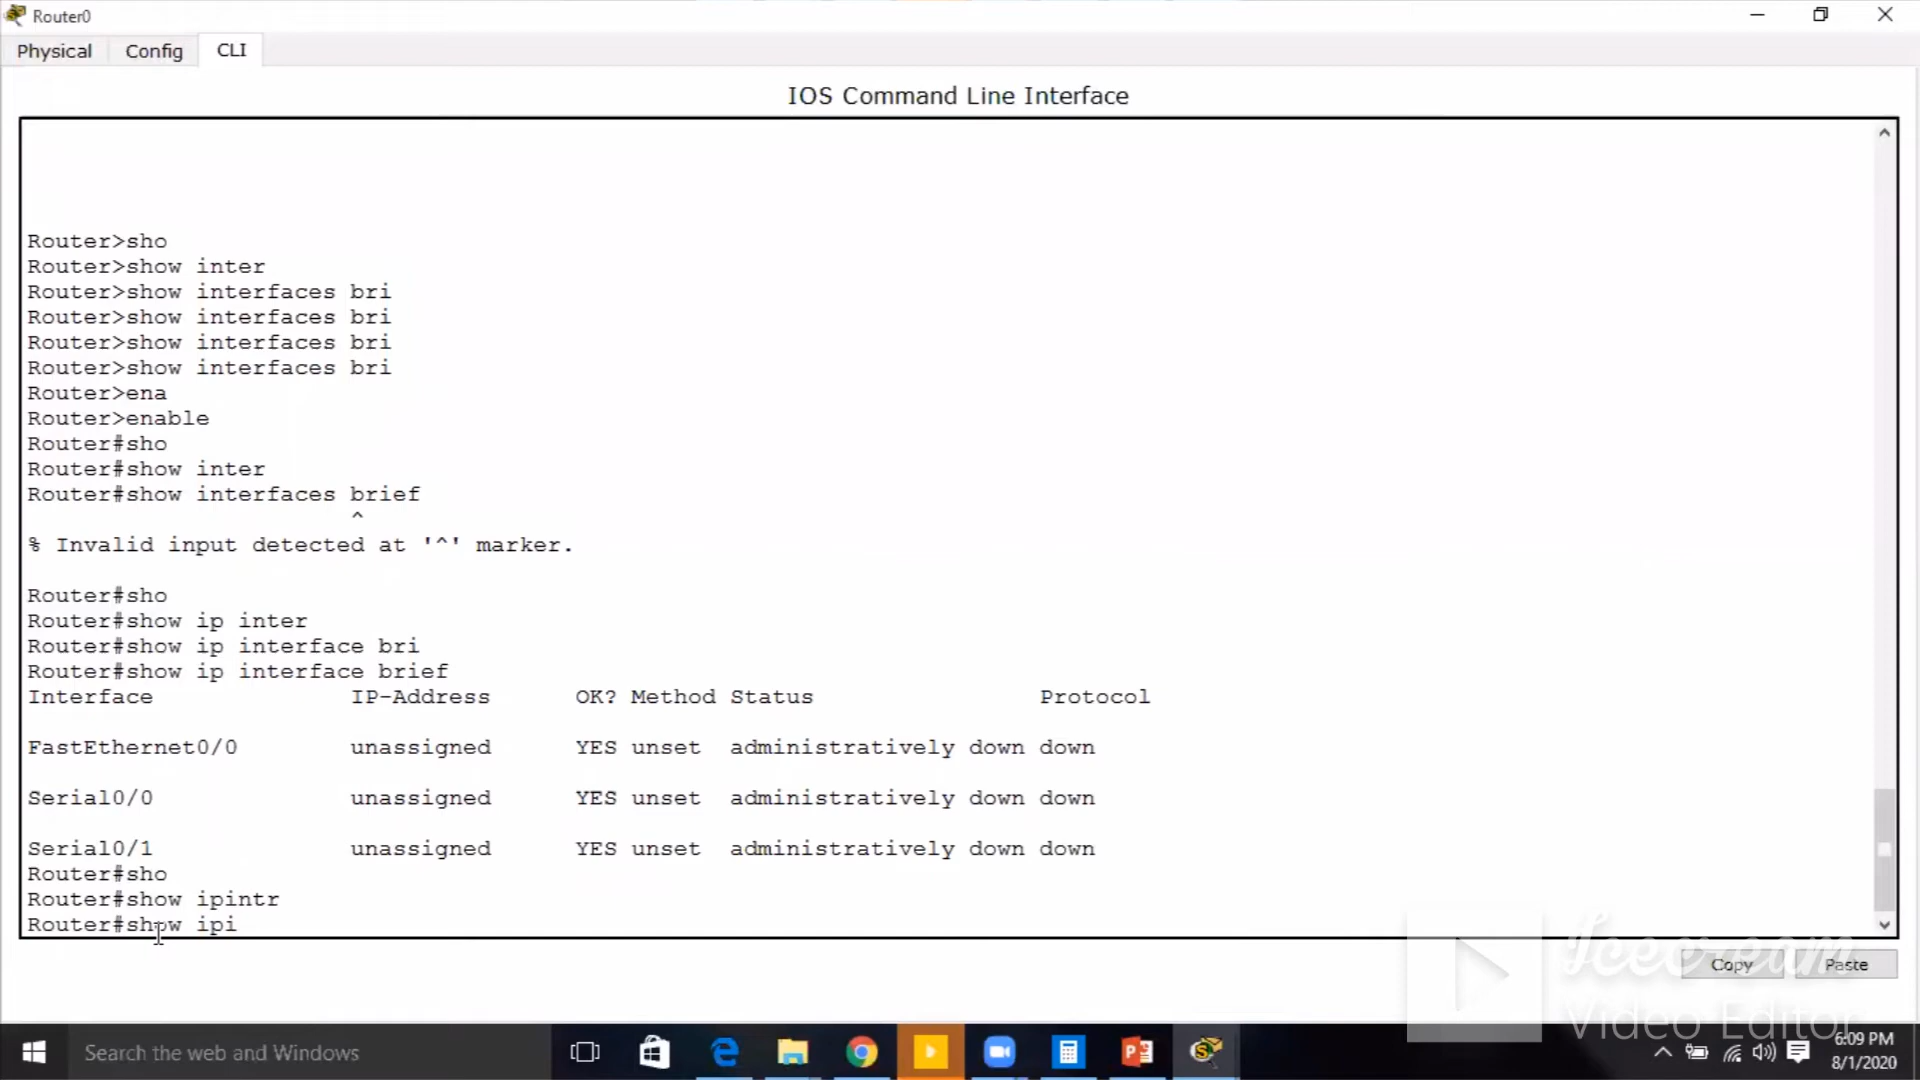 Router0
Physical Config CLI
IOS Command Line Interface
Router>sho
Router>show inter
Router>show interfaces bri
Router>show interfaces bri
Router>show interfaces bri
Router>show interfaces bri
Router>ena
Router>enable
Router#sho
Router#show inter
Router#show interfaces brief
^
% Invalid input detected at '^' marker.
Router#sho
Router#show ip inter
Router#show ip interface bri
Router#show ip interface brief
Interface IP-Address OK? Method Status Protocol
FastEthernet0/0 unassigned YES unset administratively down down
Serial0/0 unassigned YES unset administratively down down
Serial0/1 unassigned YES unset administratively down down
Router#sho
Router#show ipintr
Router#show ipi
Copy Paste
Icecream
Video Editor
Search the web and Windows
6:09 PM
8/1/2020